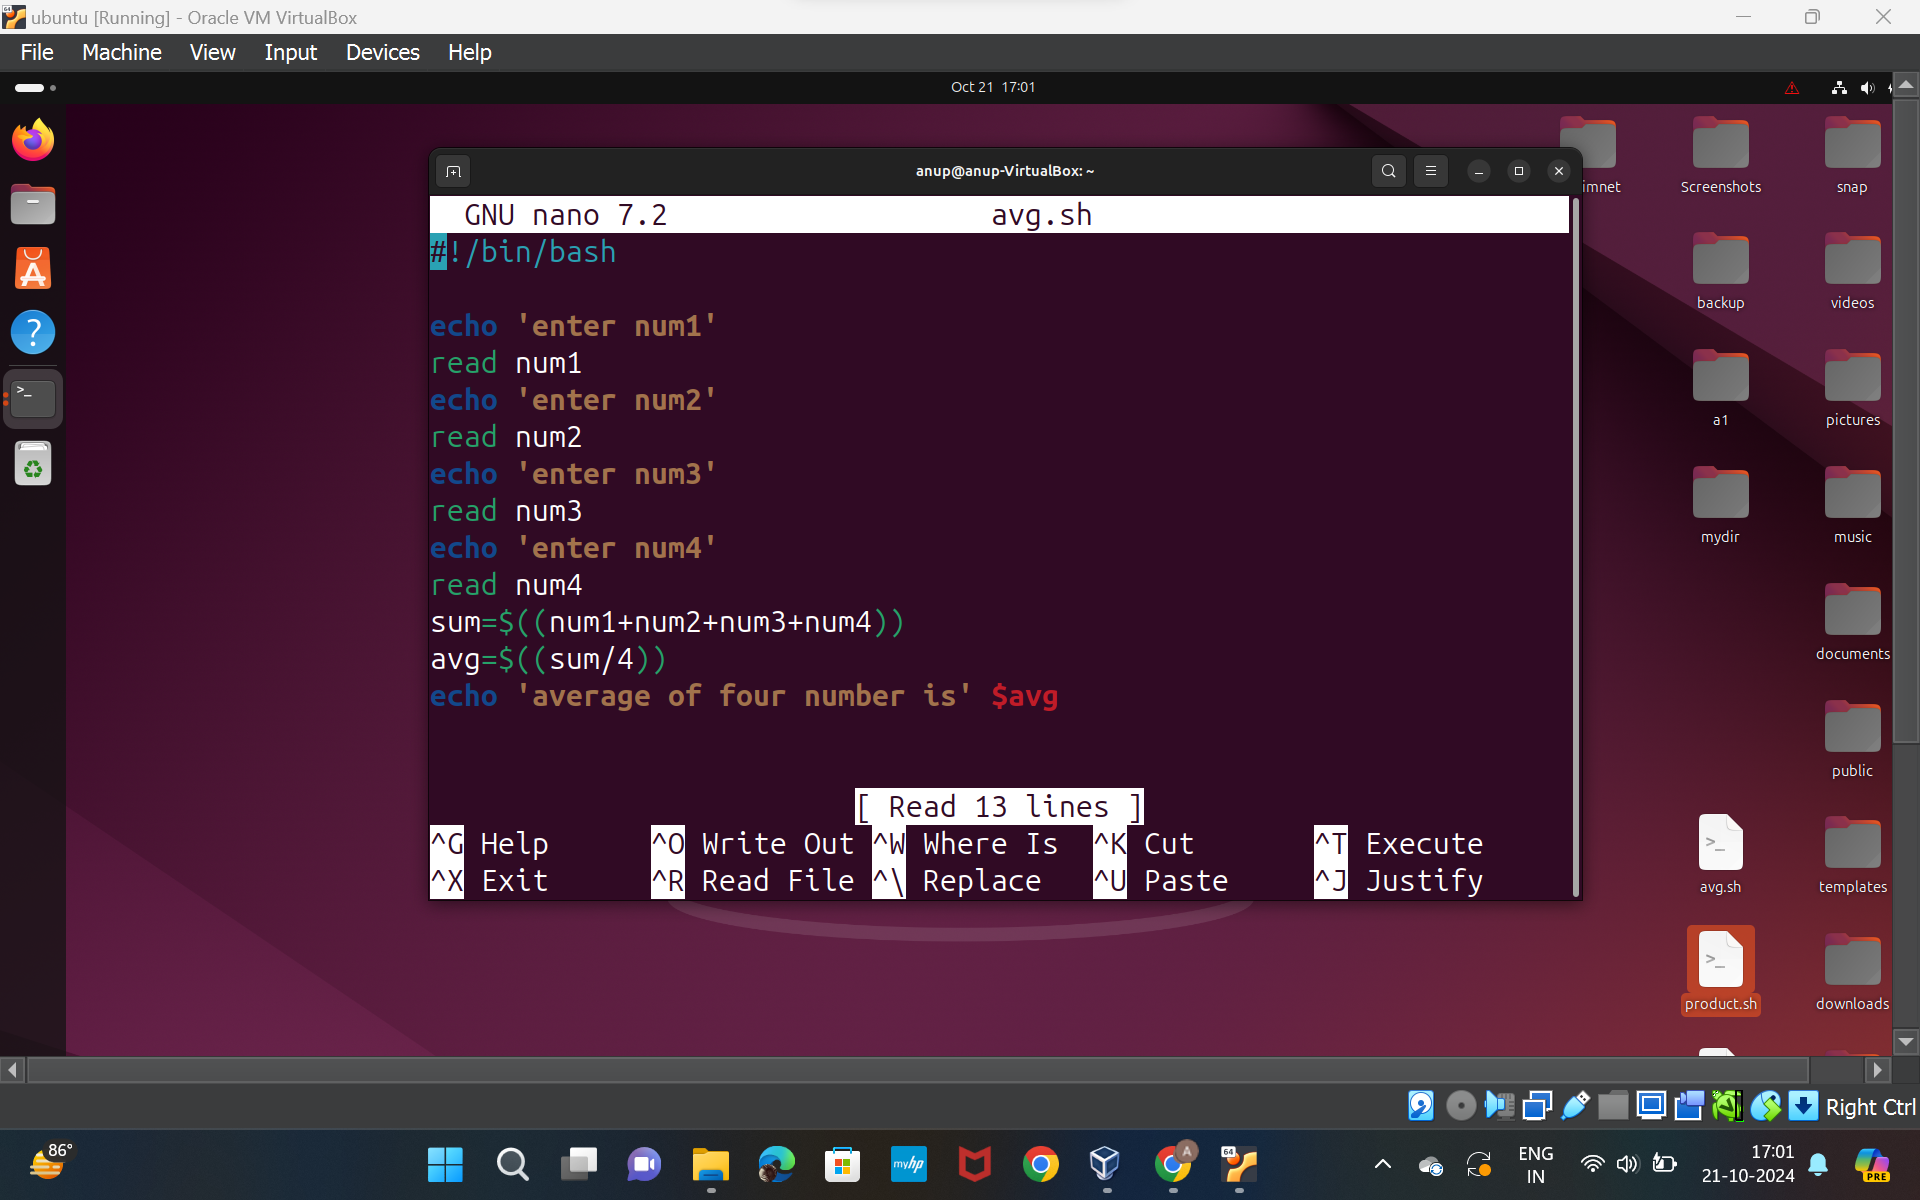 ubuntu [Running] - Oracle VM VirtualBox
File Machine View Input Devices Help
Oct 21 17:01
anup@anup-VirtualBox: ~
GNU nano 7.2 avg.sh
#!/bin/bash
echo 'enter num1'
read num1
echo 'enter num2'
read num2
echo 'enter num3'
read num3
echo 'enter num4'
read num4
sum=$((num1+num2+num3+num4))
avg=$((sum/4))
echo 'average of four number is' $avg
[ Read 13 lines ]
^G Help ^O Write Out ^W Where Is ^K Cut ^T Execute
^X Exit ^R Read File ^\ Replace ^U Paste ^J Justify
imnet Screenshots snap
backup videos
a1 pictures
mydir music
documents
public
avg.sh templates
product.sh downloads
Right Ctrl
86°
myhp
A
64
ENG
IN
17:01
21-10-2024
PRE